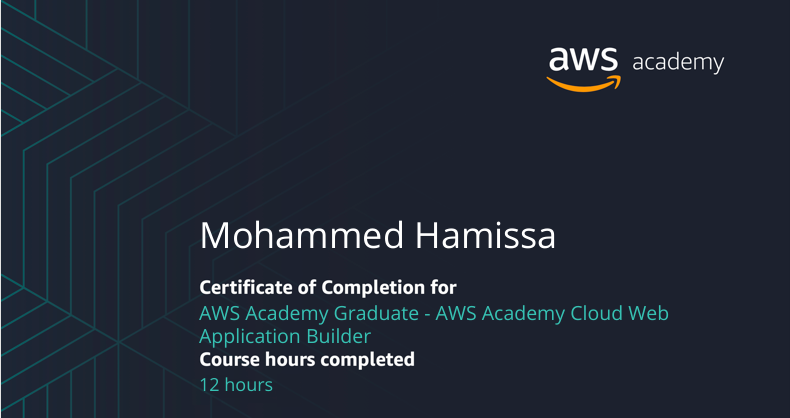 aws academy
Mohammed Hamissa
Certificate of Completion for
AWS Academy Graduate - AWS Academy Cloud Web
Application Builder
Course hours completed
12 hours